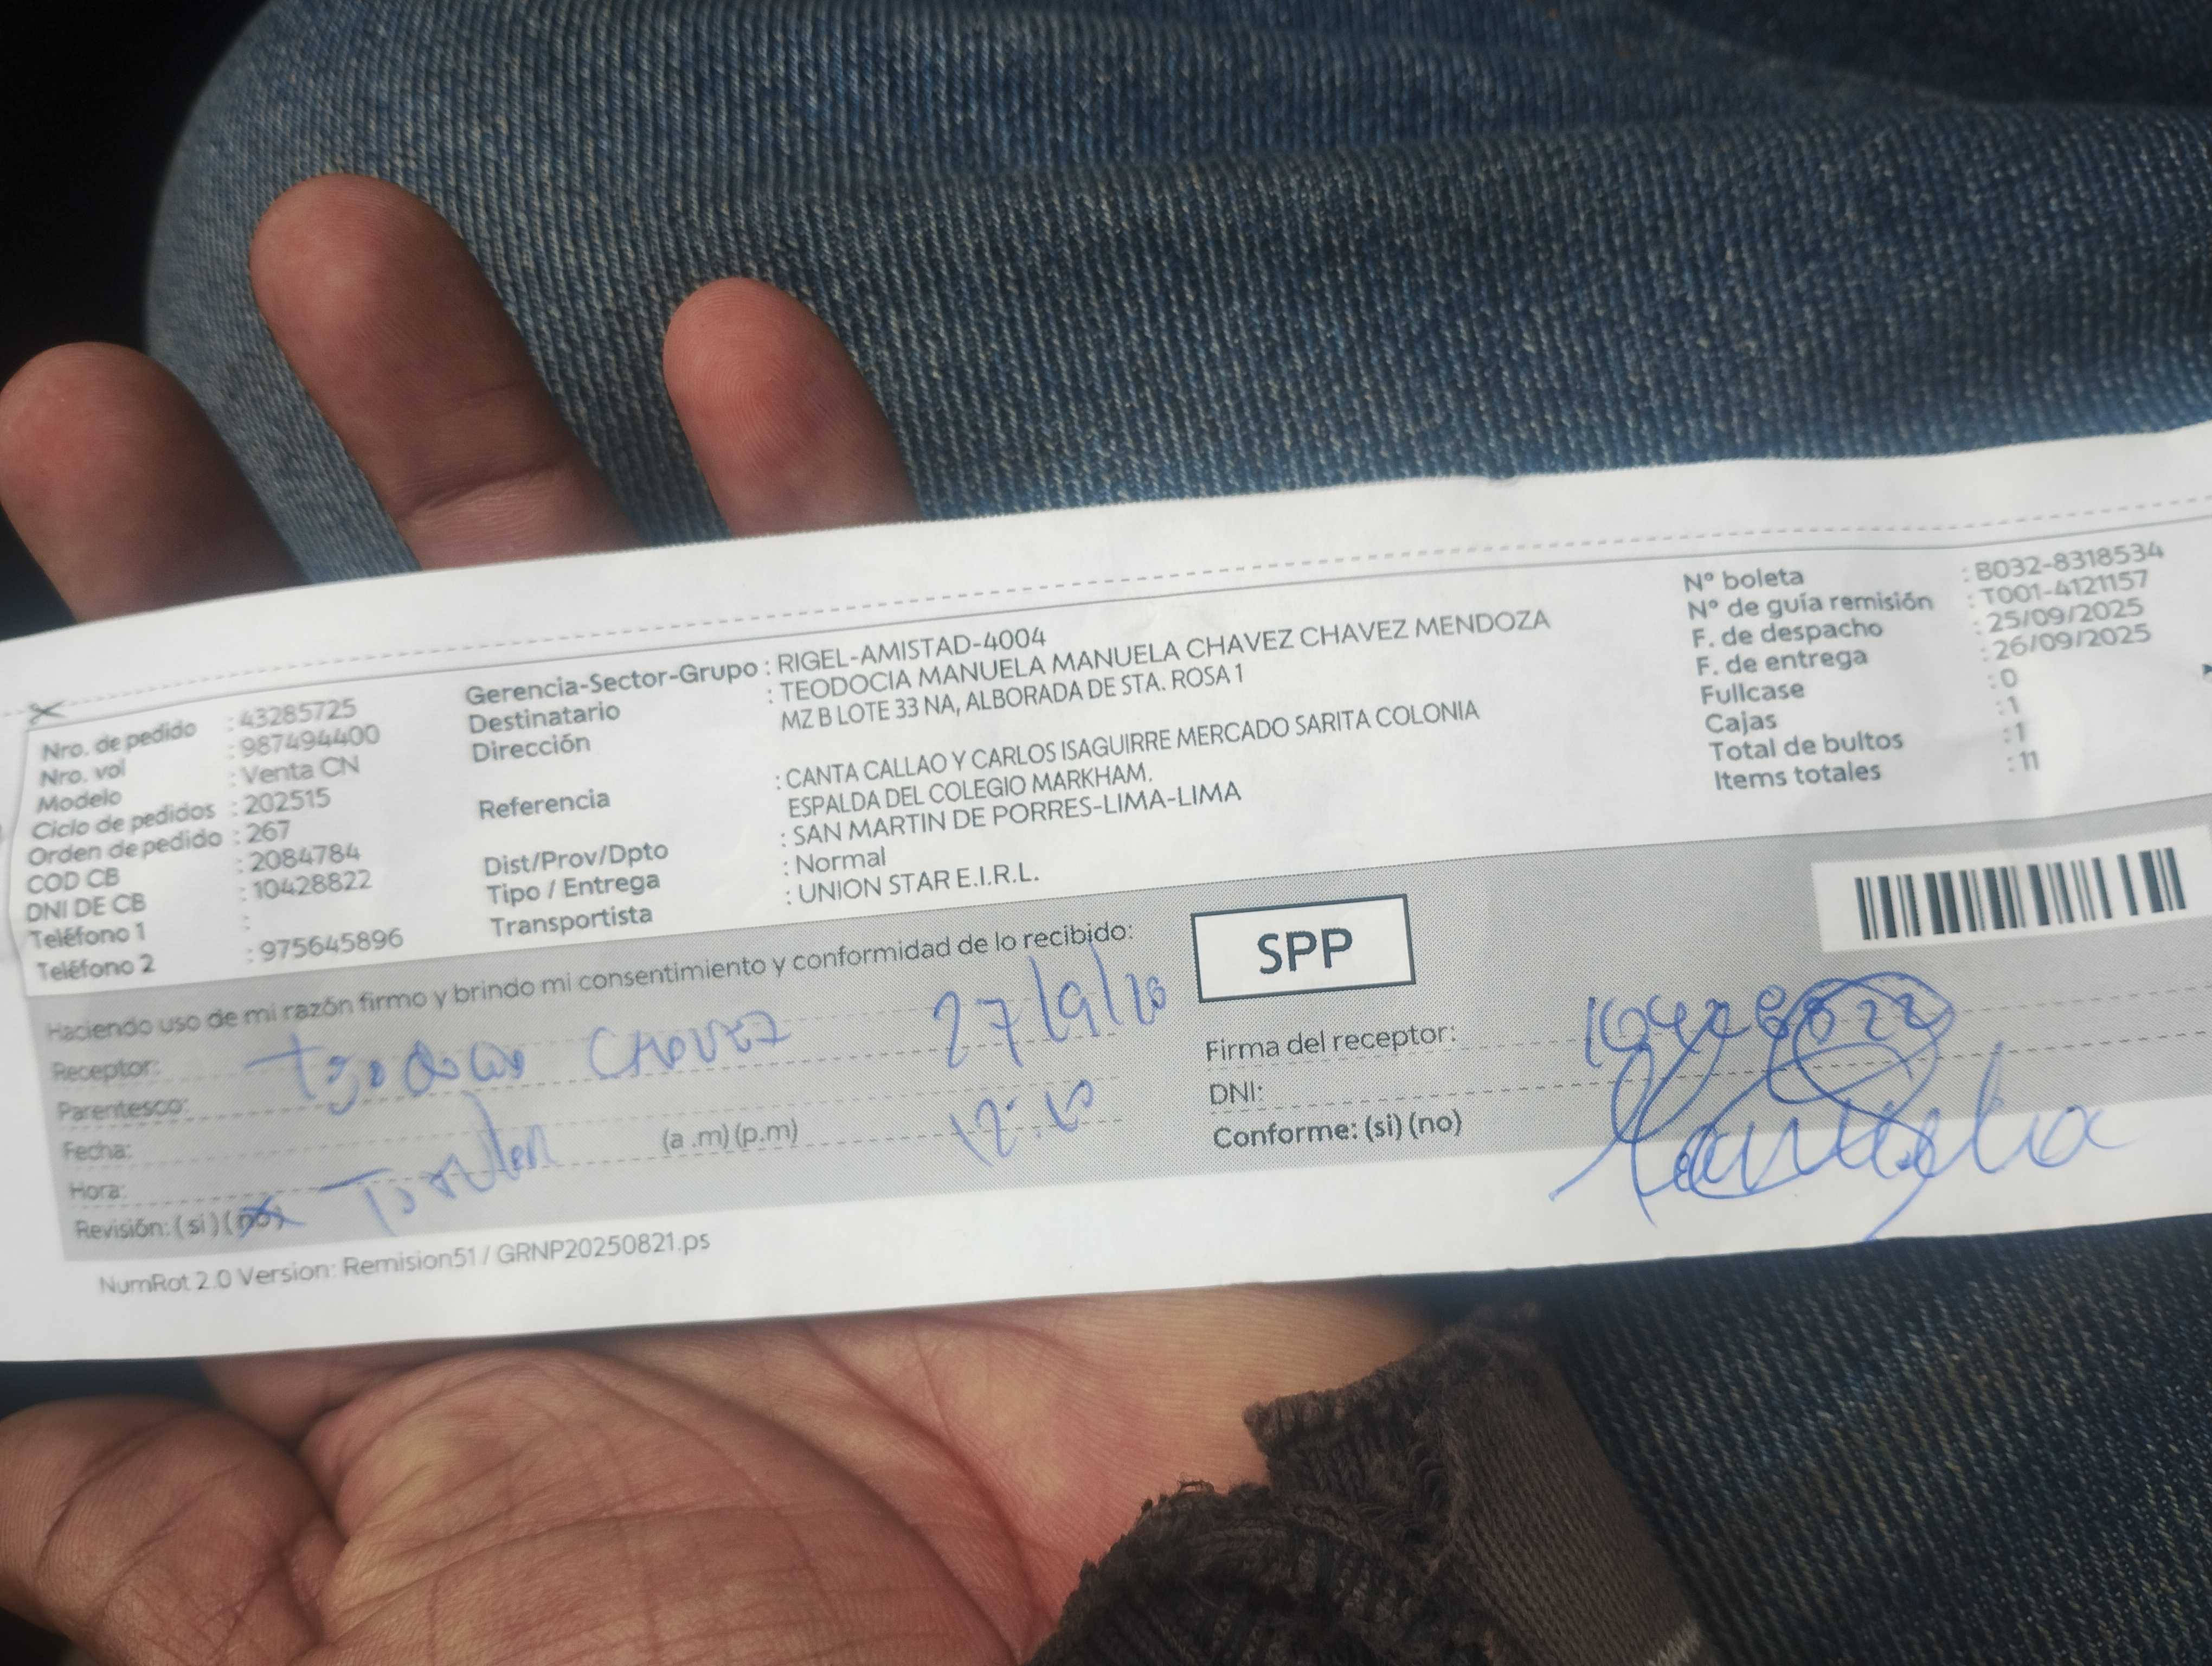 Nro. de pedido : 43285725
Nro. vol : 987494400
Modelo : Venta CN
Ciclo de pedidos : 202515
Orden de pedido : 267
COD CB : 2084784
DNI DE CB : 10428822
Teléfono 1 :
Teléfono 2 : 975645896
Gerencia-Sector-Grupo : RIGEL-AMISTAD-4004
Destinatario : TEODOCIA MANUELA MANUELA CHAVEZ CHAVEZ MENDOZA
Dirección MZ B LOTE 33 NA, ALBORADA DE STA. ROSA 1
Referencia : CANTA CALLAO Y CARLOS ISAGUIRRE MERCADO SARITA COLONIA
ESPALDA DEL COLEGIO MARKHAM.
Dist/Prov/Dpto : SAN MARTIN DE PORRES-LIMA-LIMA
Tipo / Entrega : Normal
Transportista : UNION STAR E.I.R.L.
Nº boleta : B032-8318534
Nº de guía remisión : T001-4121157
F. de despacho : 25/09/2025
F. de entrega : 26/09/2025
Fullcase : 0
Cajas : 1
Total de bultos : 1
Items totales : 11
Haciendo uso de mi razón firmo y brindo mi consentimiento y conformidad de lo recibido:
SPP
Receptor: Chavez
Parentesco:
Fecha:
Hora: (a .m) (p.m)
Revisión: ( si ) ( no )
Firma del receptor: 10428822
DNI:
Conforme: (si) (no)
NumRot 2.0 Version: Remision51 / GRNP20250821.ps